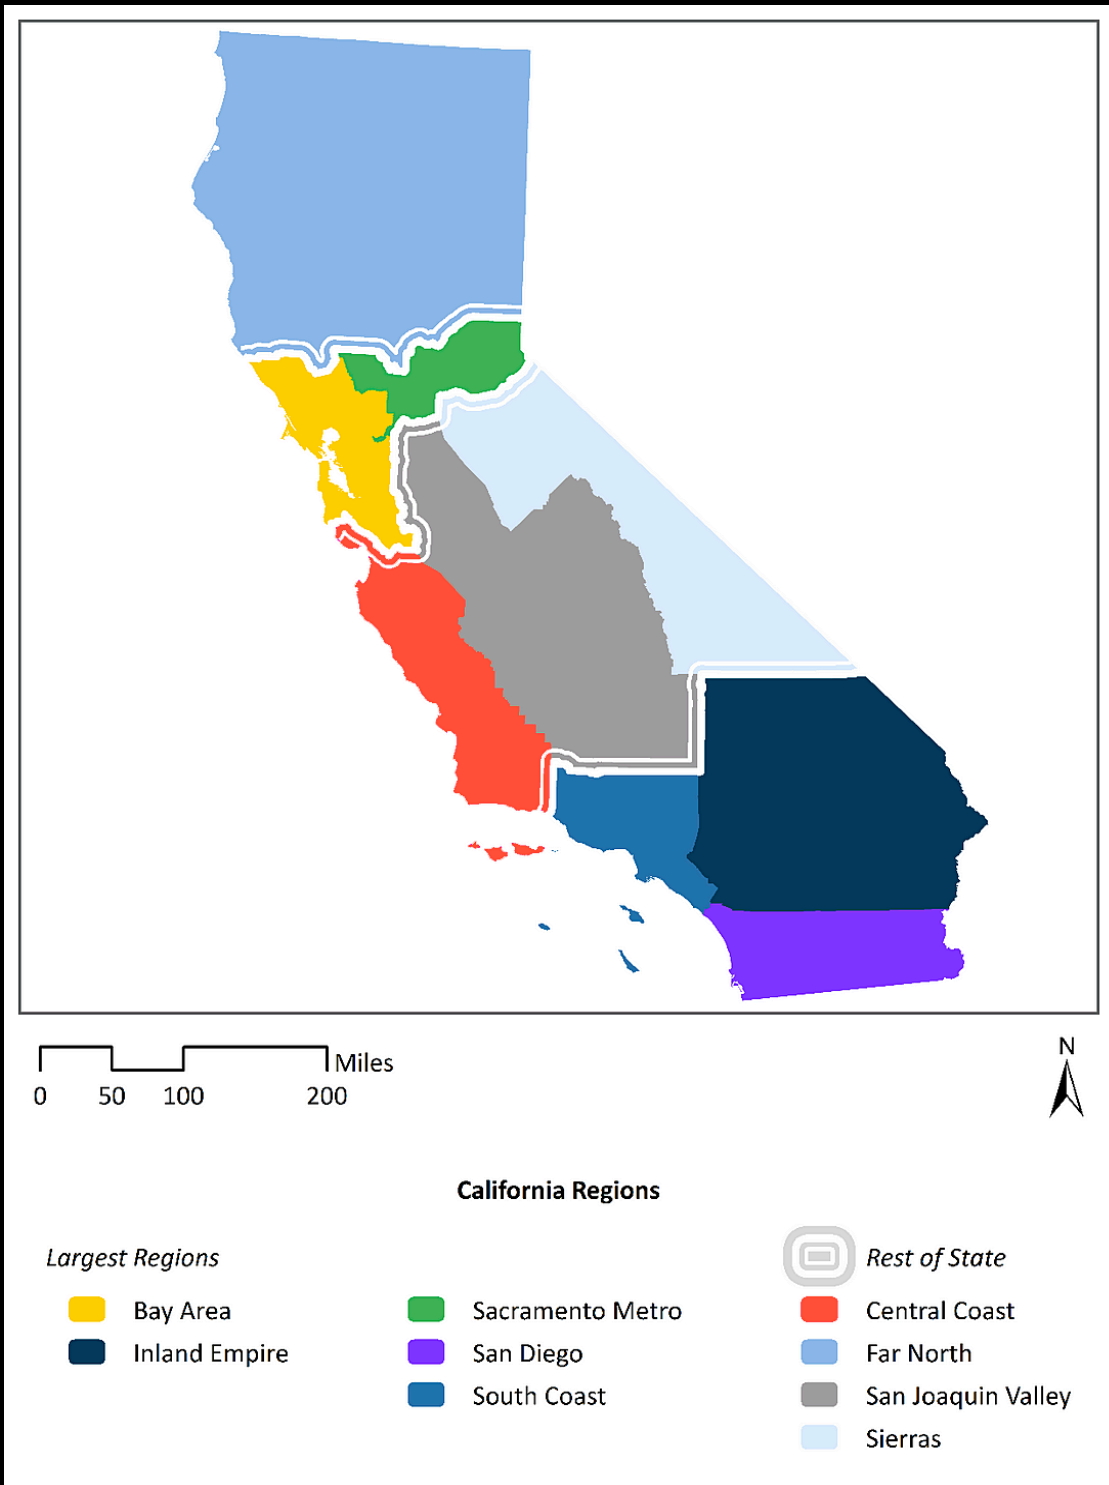 Miles
0 50 100 200
N
California Regions
Largest Regions
Rest of State
Bay Area
Sacramento Metro
Central Coast
Inland Empire
San Diego
Far North
South Coast
San Joaquin Valley
Sierras